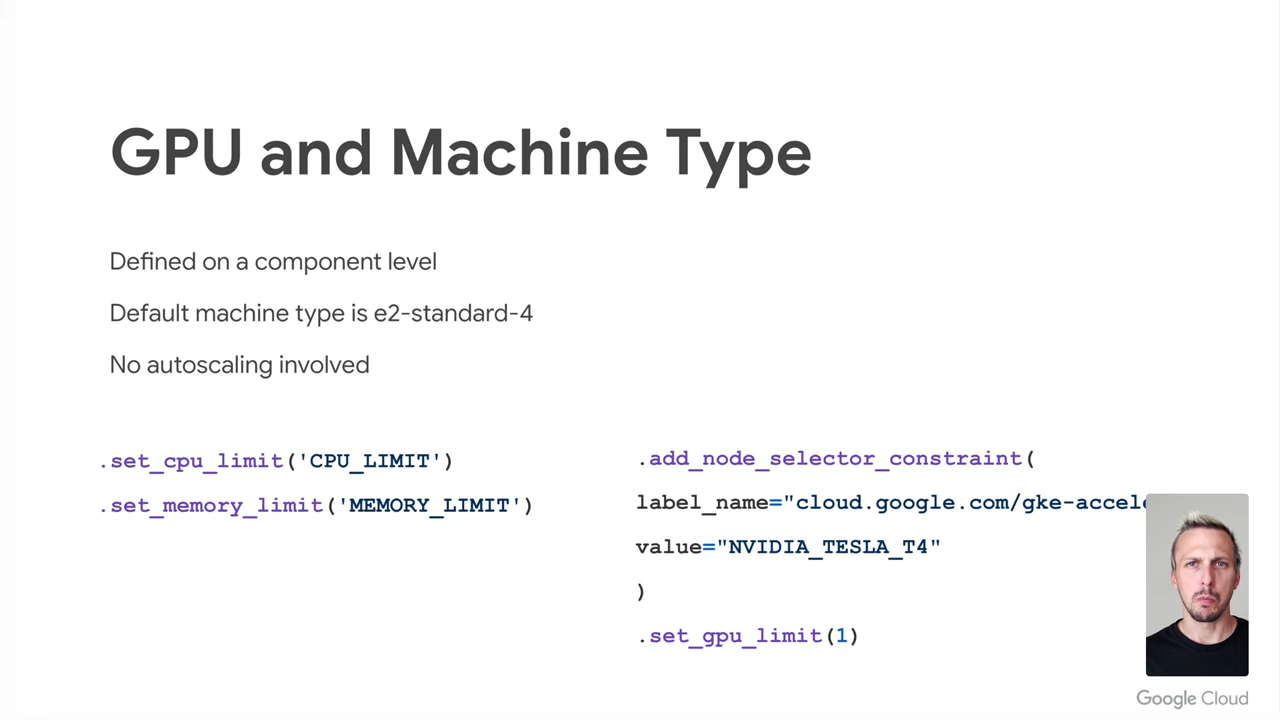 GPU and Machine Type
Defined on a component level
Default machine type is e2-standard-4
No autoscaling involved
.set_cpu_limit('CPU_LIMIT')
.set_memory_limit('MEMORY_LIMIT')
.add_node_selector_constraint(
label_name="cloud.google.com/gke-accele
value="NVIDIA_TESLA_T4"
)
.set_gpu_limit(1)
Google Cloud